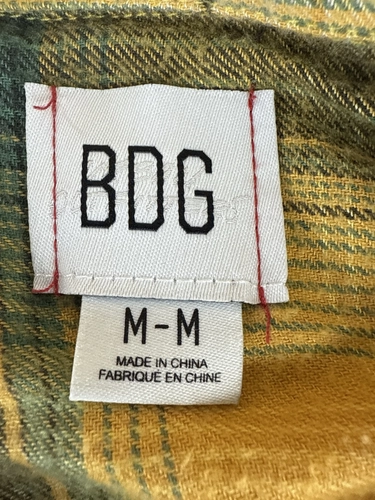 BDG
M-M
MADE IN CHINA
FABRIQUÉ EN CHINE